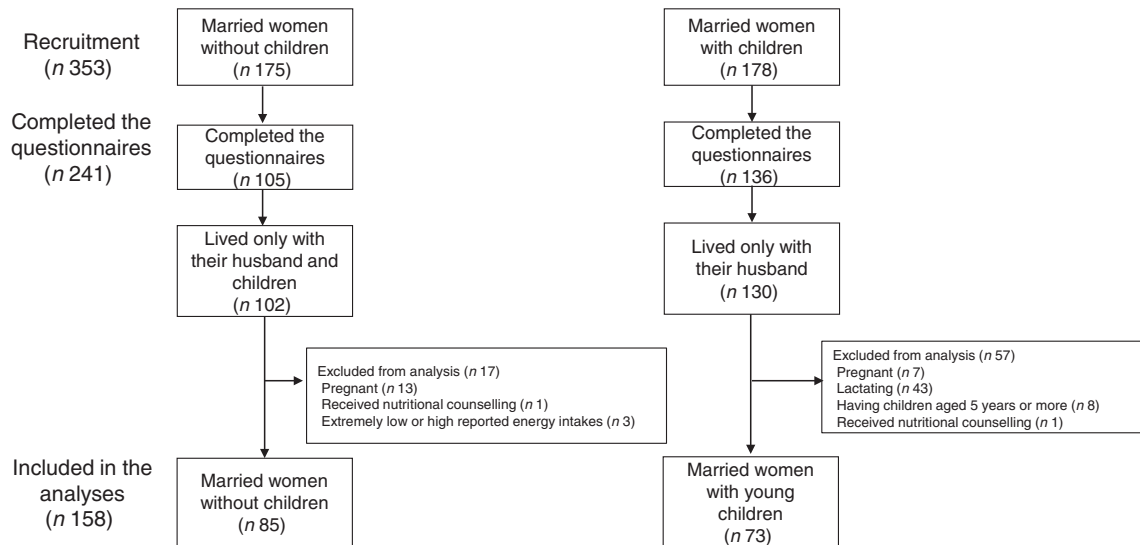 Recruitment
(n 353)
Married women
without children
(n 175)
Married women
with children
(n 178)
Completed the
questionnaires
(n 241)
Completed the
questionnaires
(n 105)
Completed the
questionnaires
(n 136)
Lived only with
their husband and
children
(n 102)
Lived only with
their husband
(n 130)
Excluded from analysis (n 17)
Pregnant (n 13)
Received nutritional counselling (n 1)
Extremely low or high reported energy intakes (n 3)
Excluded from analysis (n 57)
Pregnant (n 7)
Lactating (n 43)
Having children aged 5 years or more (n 8)
Received nutritional counselling (n 1)
Included in the
analyses
(n 158)
Married women
without children
(n 85)
Married women
with young
children
(n 73)